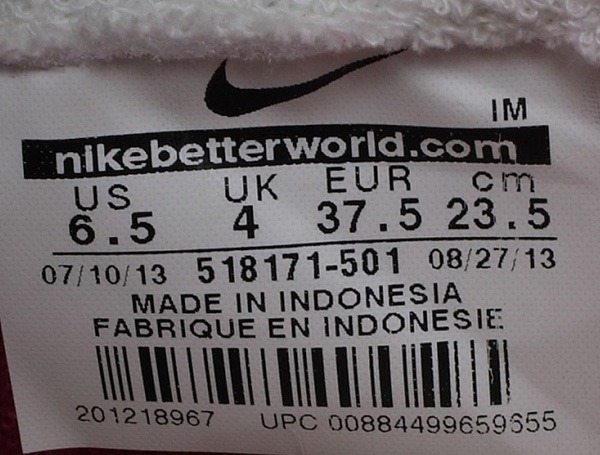 IM
nikebetterworld.com
US UK EUR cm
6.5 4 37.5 23.5
07/10/13 518171-501 08/27/13
MADE IN INDONESIA
FABRIQUE EN INDONESIE
201218967 UPC 00884499659655